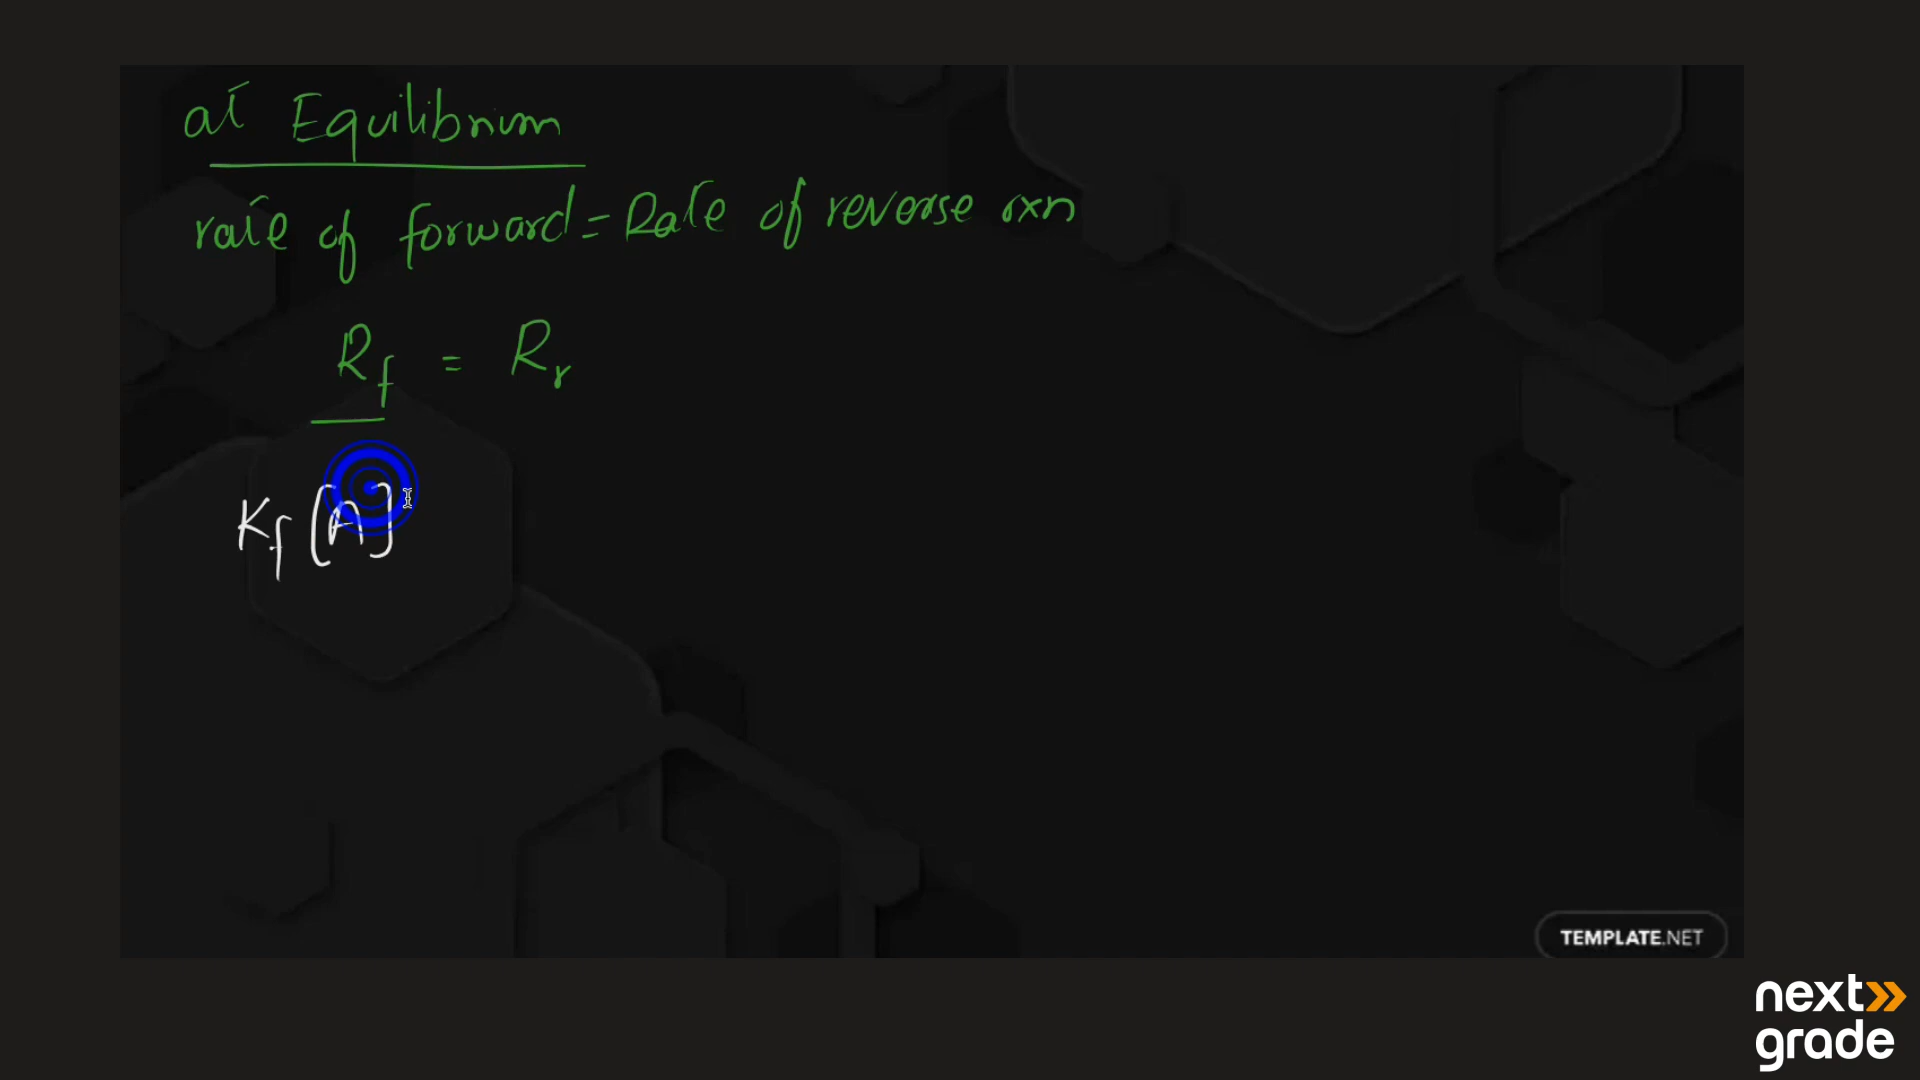 at Equilibrium
rate of forward = Rate of reverse rxn
Rf = Rr
Kf [A]
TEMPLATE.NET
next
grade